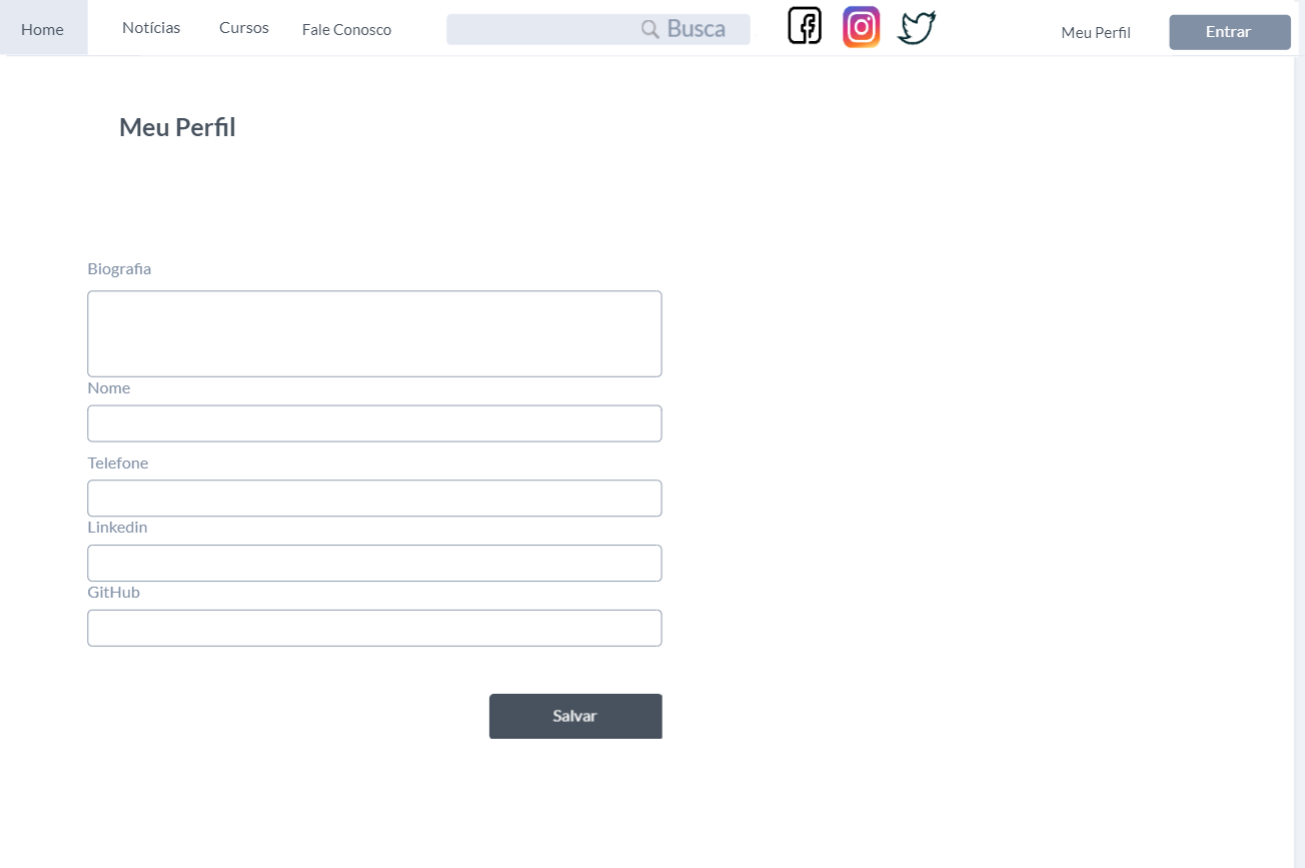 Home Notícias Cursos Fale Conosco Busca Meu Perfil Entrar
Meu Perfil
Biografia
Nome
Telefone
Linkedin
GitHub
Salvar